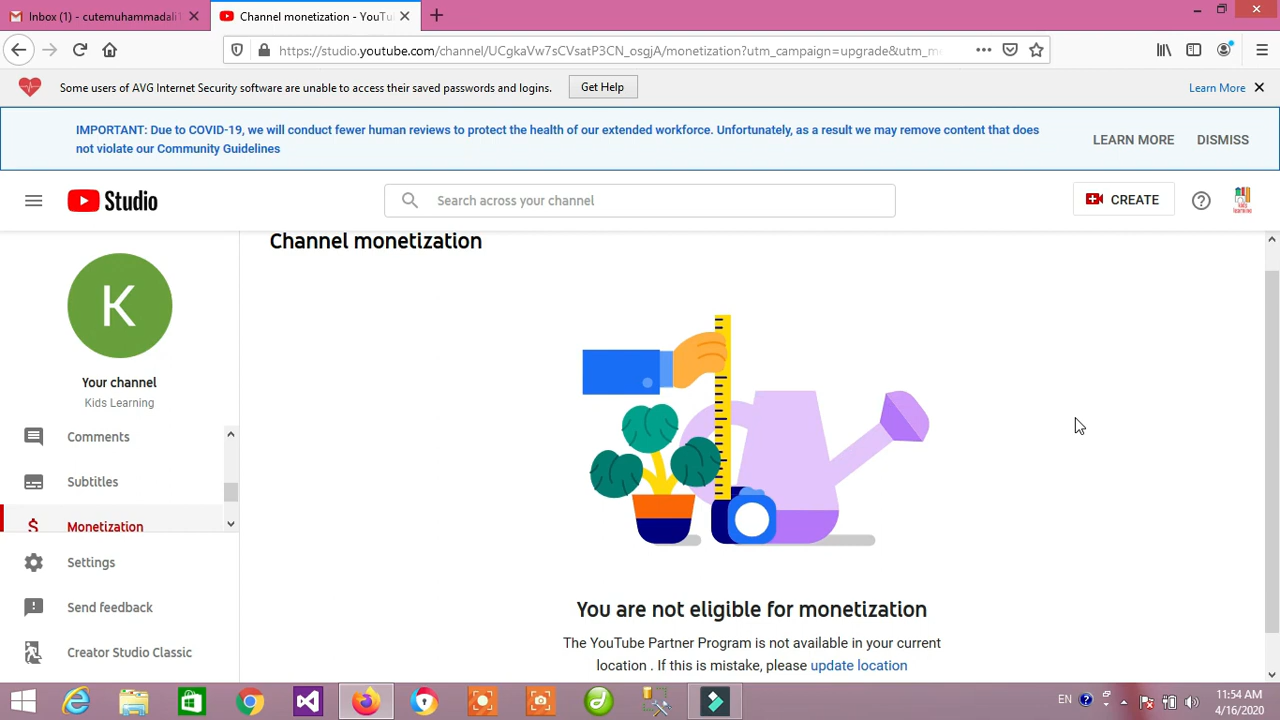 Inbox (1) - cutemuhammadali1
Channel monetization - YouTu
https://studio.youtube.com/channel/UCgkaVw7sCVsatP3CN_osgjA/monetization?utm_campaign=upgrade&utm_m
Some users of AVG Internet Security software are unable to access their saved passwords and logins.
Get Help
Learn More
IMPORTANT: Due to COVID-19, we will conduct fewer human reviews to protect the health of our extended workforce. Unfortunately, as a result we may remove content that does
not violate our Community Guidelines
LEARN MORE
DISMISS
Studio
Search across your channel
CREATE
Channel monetization
K
Your channel
Kids Learning
Comments
Subtitles
Monetization
Settings
Send feedback
Creator Studio Classic
You are not eligible for monetization
The YouTube Partner Program is not available in your current
location . If this is mistake, please update location
EN
11:54 AM
4/16/2020